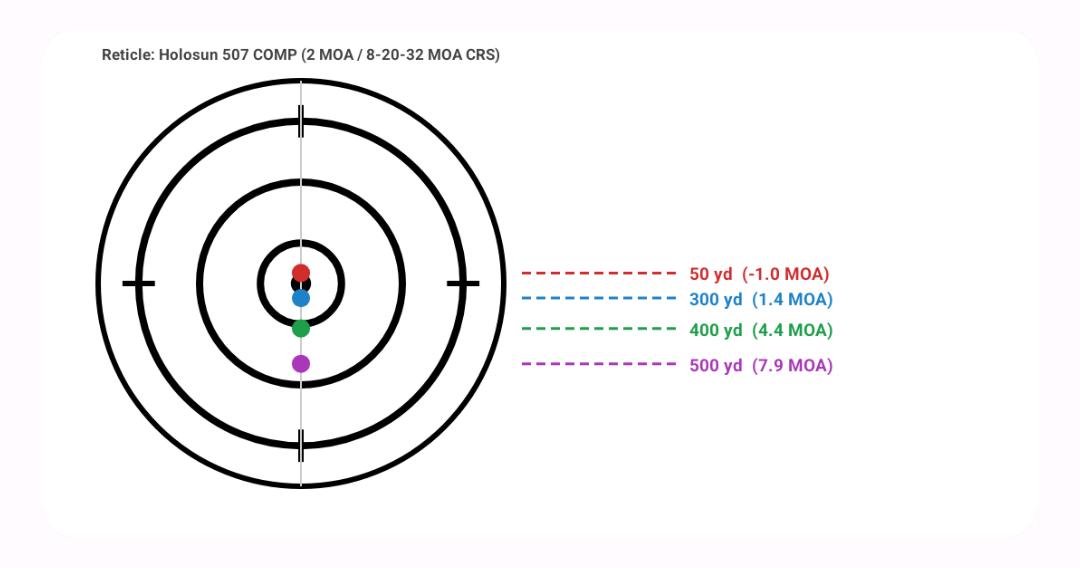 Reticle: Holosun 507 COMP (2 MOA / 8-20-32 MOA CRS)
50 yd (-1.0 MOA)
300 yd (1.4 MOA)
400 yd (4.4 MOA)
500 yd (7.9 MOA)